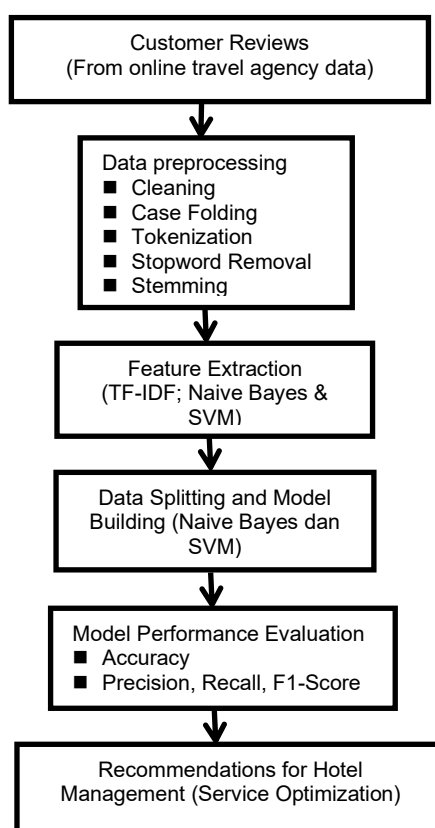 Customer Reviews
(From online travel agency data)
Data preprocessing
■ Cleaning
■ Case Folding
■ Tokenization
■ Stopword Removal
■ Stemming
Feature Extraction
(TF-IDF; Naive Bayes &
SVM)
Data Splitting and Model
Building (Naive Bayes dan
SVM)
Model Performance Evaluation
■ Accuracy
■ Precision, Recall, F1-Score
Recommendations for Hotel
Management (Service Optimization)